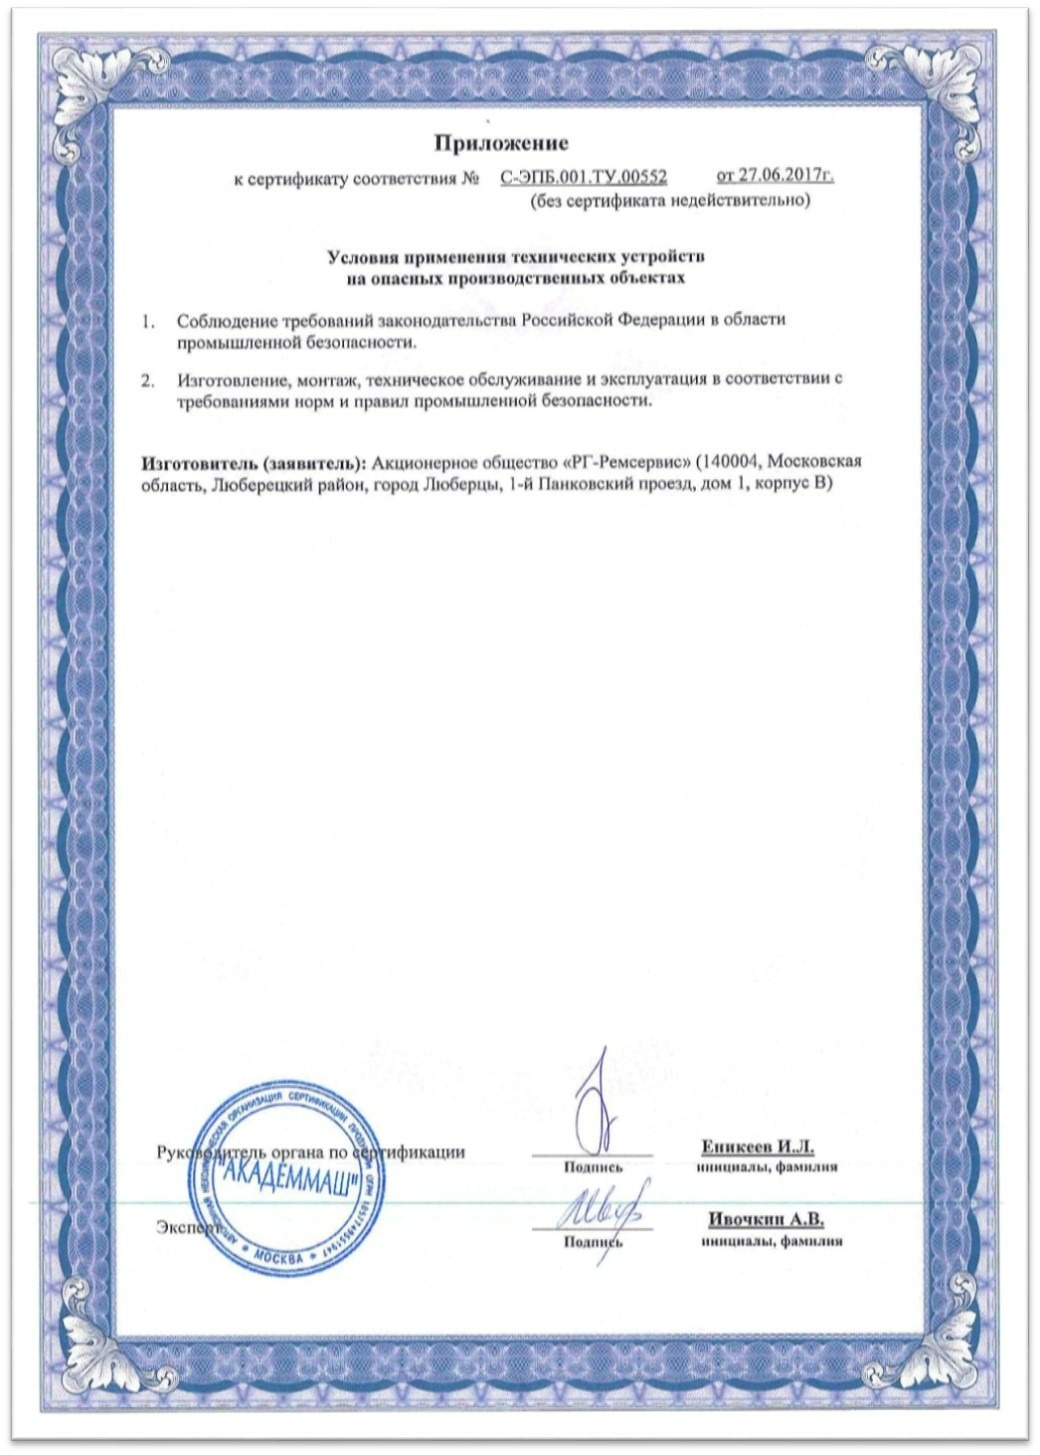 Приложение
к сертификату соответствия № С-ЭПБ.001.ТУ.00552 от 27.06.2017г.
(без сертификата недействительно)
Условия применения технических устройств
на опасных производственных объектах
1. Соблюдение требований законодательства Российской Федерации в области
промышленной безопасности.
2. Изготовление, монтаж, техническое обслуживание и эксплуатация в соответствии с
требованиями норм и правил промышленной безопасности.
Изготовитель (заявитель): Акционерное общество «РГ-Ремсервис» (140004, Московская
область, Люберецкий район, город Люберцы, 1-й Панковский проезд, дом 1, корпус В)
Руководитель органа по сертификации
Подпись
Еникеев И.Л.
инициалы, фамилия
Эксперт
Подпись
Ивочкин А.В.
инициалы, фамилия
ОРГАНИЗАЦИЯ СЕРТИФИКАЦИИ
"АКАДЕММАШ"
* МОСКВА *